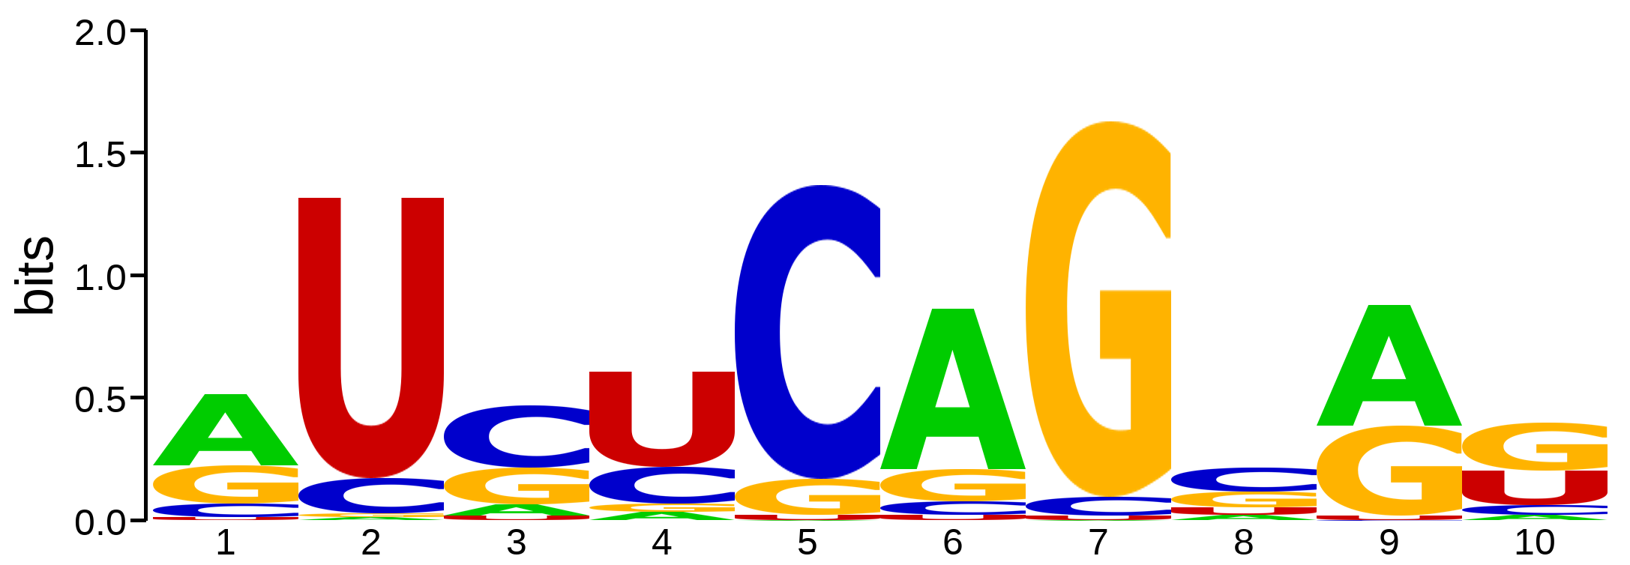 2.0
1.5
1.0
0.5
0.0
bits
A U C U C A G C A G
G C G C G G C G G U
C G A G U C U U U C
U A U A A U A A C A
1 2 3 4 5 6 7 8 9 10